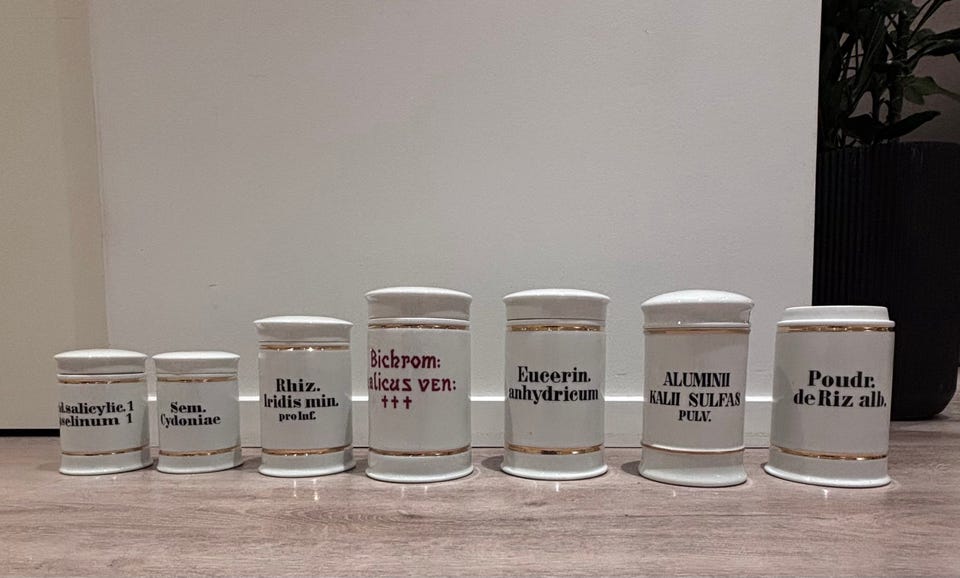 d.salicylic. 1
selinum 1
Sem.
Cydoniae
Rhiz.
Iridis min.
pro Inf.
Bichrom:
alicus ven:
†††
Eucerin.
anhydricum
ALUMINII
KALII SULFAS
PULV.
Poudr.
de Riz alb.